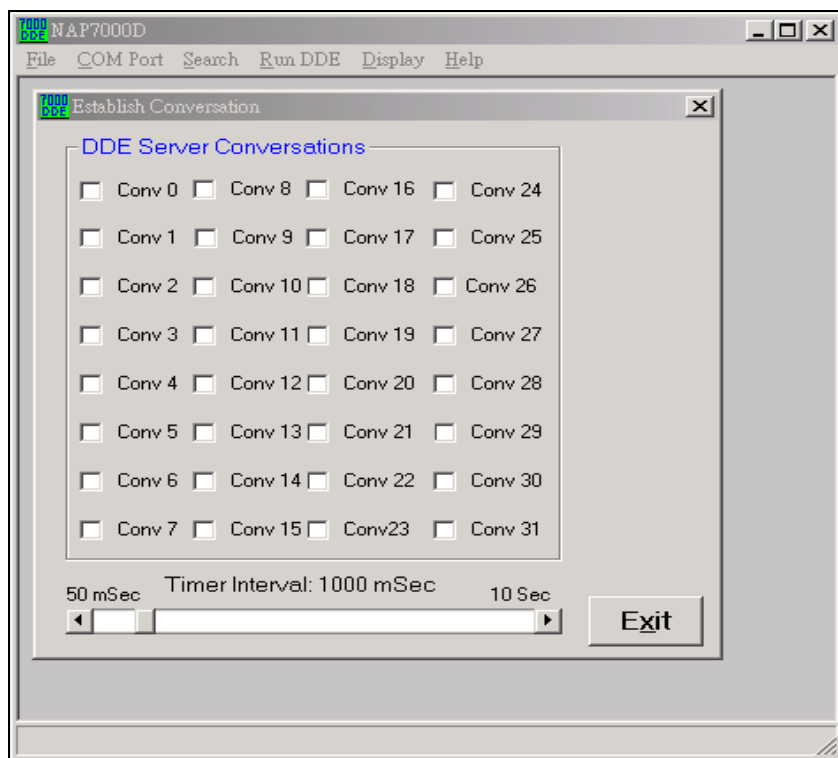 7000 DDE NAP7000D
File COM Port Search Run DDE Display Help
7000 DDE Establish Conversation
DDE Server Conversations
Conv 0 Conv 8 Conv 16 Conv 24
Conv 1 Conv 9 Conv 17 Conv 25
Conv 2 Conv 10 Conv 18 Conv 26
Conv 3 Conv 11 Conv 19 Conv 27
Conv 4 Conv 12 Conv 20 Conv 28
Conv 5 Conv 13 Conv 21 Conv 29
Conv 6 Conv 14 Conv 22 Conv 30
Conv 7 Conv 15 Conv23 Conv 31
50 mSec Timer Interval: 1000 mSec 10 Sec
Exit